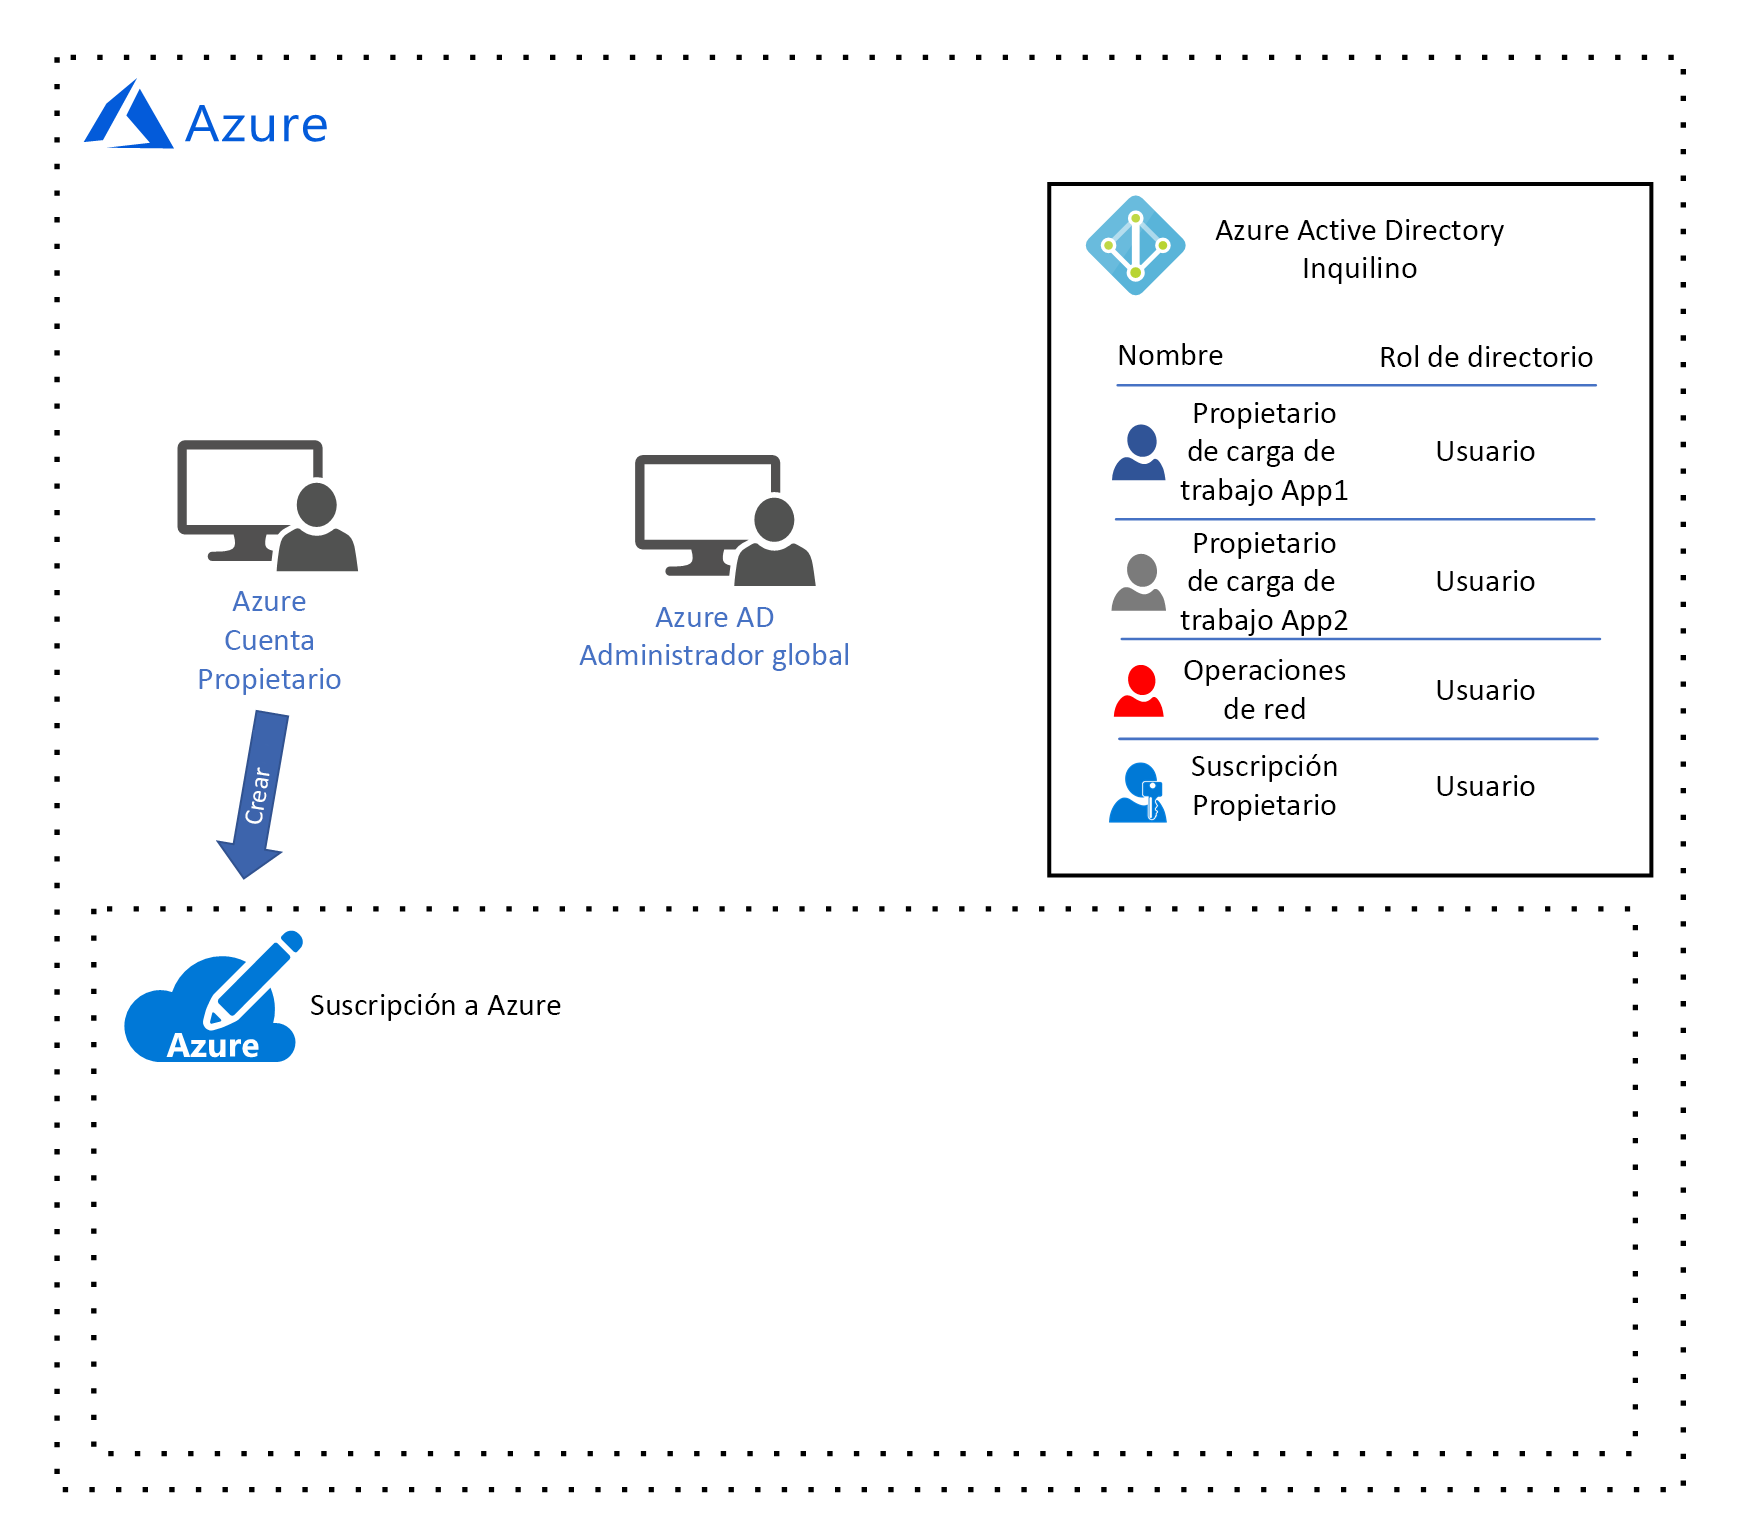 Azure
Azure Active Directory
Inquilino
Nombre
Rol de directorio
Propietario
de carga de
trabajo App1
Usuario
Propietario
de carga de
trabajo App2
Usuario
Operaciones
de red
Usuario
Suscripción
Propietario
Usuario
Azure
Cuenta
Propietario
Azure AD
Administrador global
Crear
Azure
Suscripción a Azure